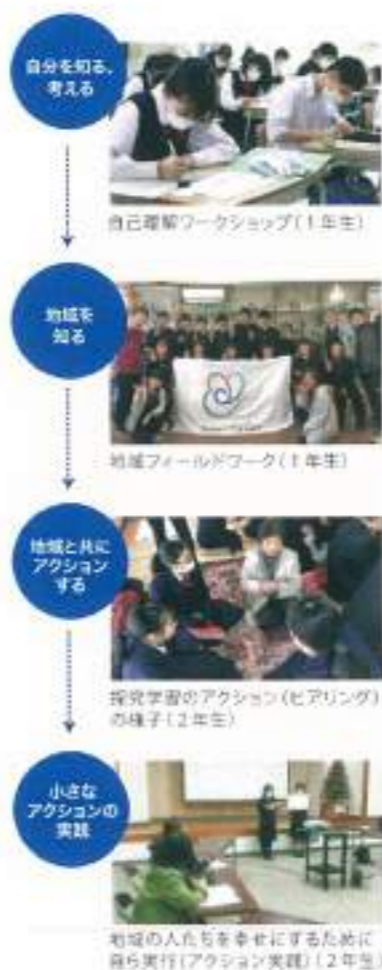 自分を知る、
考える
自己理解ワークショップ(1年生)
地域を
知る
地域フィールドワーク(1年生)
地域と共に
アクション
する
探究学習のアクション(ヒアリング)
の様子(2年生)
小さな
アクションの
実践
地域の人たちを幸せにするために
自ら実行(アクション実践)(2年生)